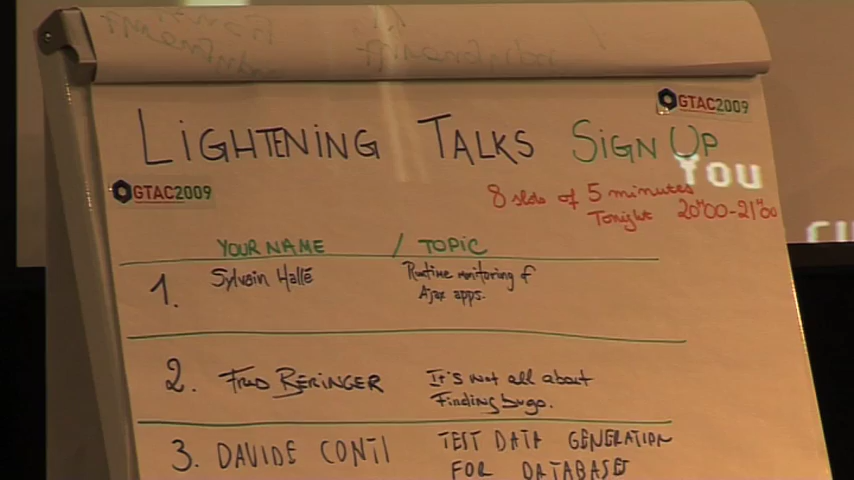 GTAC2009
LIGHTENING TALKS SIGN UP
YOU
GTAC2009
8 slots of 5 minutes
Tonight 20H00-21H00
YOUR NAME / TOPIC
1. Sylvain Hallé Runtime monitoring of
Ajax apps.
2. FRED BERINGER It's not all about
Finding bugs.
3. DAVIDE CONTI TEST DATA GENERATION
FOR DATABASES